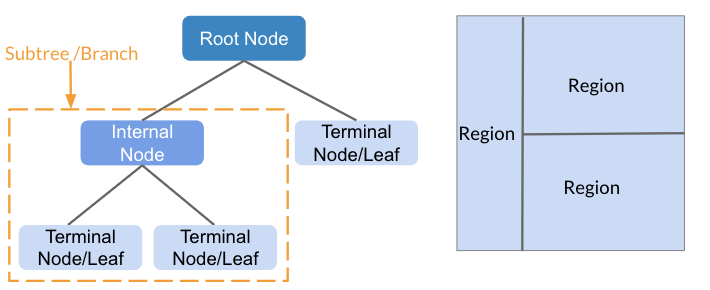 Root Node
Subtree /Branch
Internal
Node
Terminal
Node/Leaf
Terminal
Node/Leaf
Terminal
Node/Leaf
Region
Region
Region